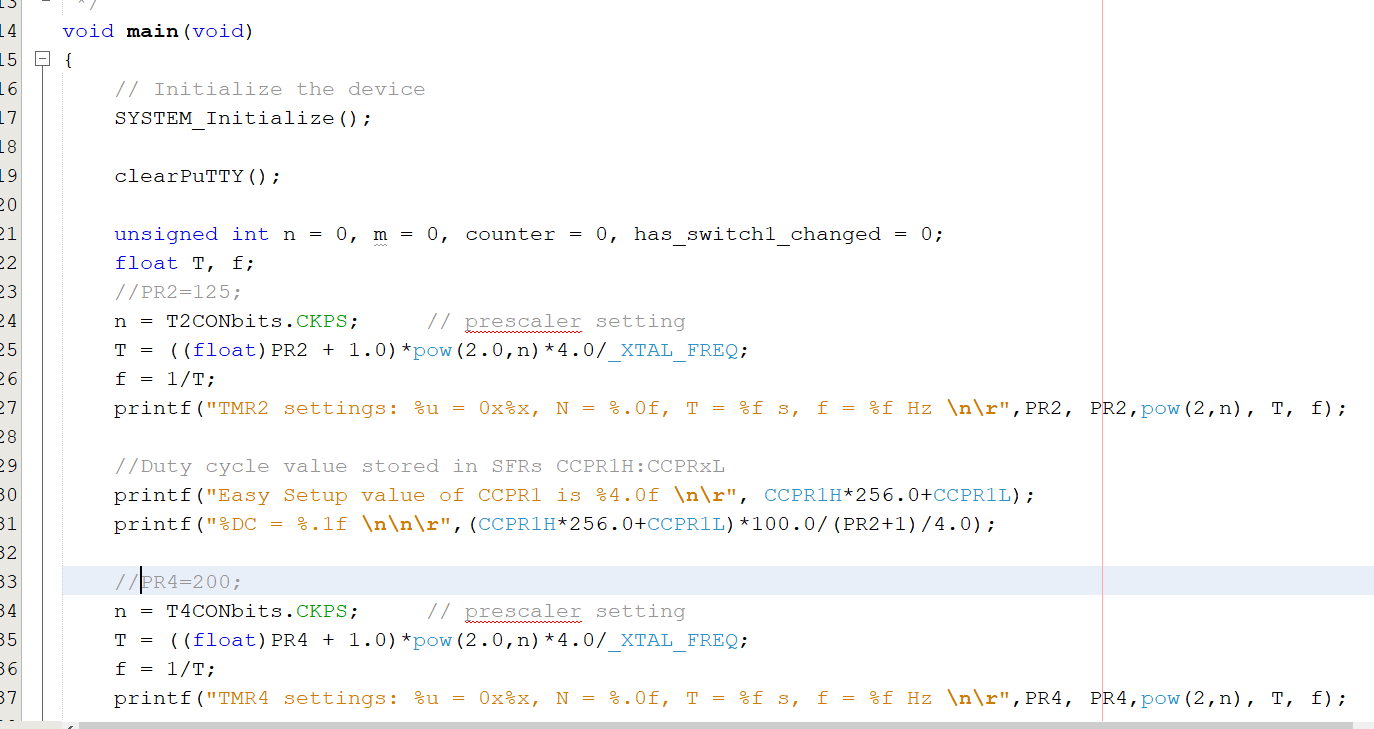 13 */
14 void main(void)
15 {
16 // Initialize the device
17 SYSTEM_Initialize();
18
19 clearPuTTY();
20
21 unsigned int n = 0, m = 0, counter = 0, has_switch1_changed = 0;
22 float T, f;
23 //PR2=125;
24 n = T2CONbits.CKPS; // prescaler setting
25 T = ((float)PR2 + 1.0)*pow(2.0,n)*4.0/_XTAL_FREQ;
26 f = 1/T;
27 printf("TMR2 settings: %u = 0x%x, N = %.0f, T = %f s, f = %f Hz \n\r",PR2, PR2,pow(2,n), T, f);
28
29 //Duty cycle value stored in SFRs CCPR1H:CCPRxL
30 printf("Easy Setup value of CCPR1 is %4.0f \n\r", CCPR1H*256.0+CCPR1L);
31 printf("%DC = %.1f \n\n\r",(CCPR1H*256.0+CCPR1L)*100.0/(PR2+1)/4.0);
32
33 //PR4=200;
34 n = T4CONbits.CKPS; // prescaler setting
35 T = ((float)PR4 + 1.0)*pow(2.0,n)*4.0/_XTAL_FREQ;
36 f = 1/T;
37 printf("TMR4 settings: %u = 0x%x, N = %.0f, T = %f s, f = %f Hz \n\r",PR4, PR4,pow(2,n), T, f);